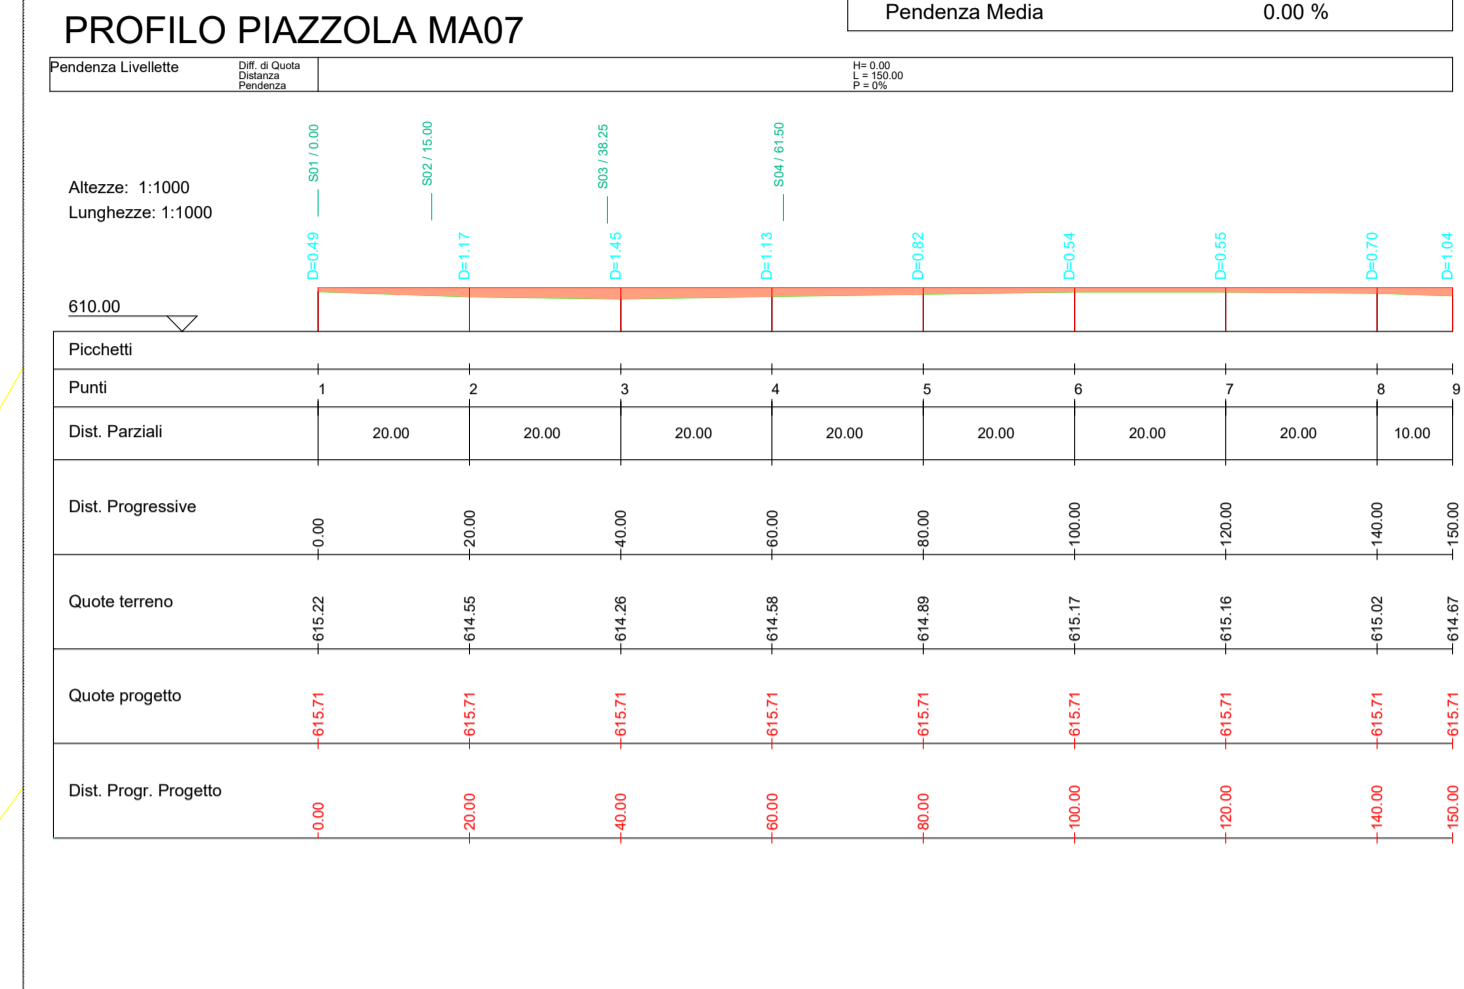 Pendenza Media 0.00 %
PROFILO PIAZZOLA MA07
Pendenza Livellette
Diff. di Quota
Distanza
Pendenza
H= 0.00
L = 150.00
P = 0%
S01 / 0.00
S02 / 15.00
S03 / 38.25
S04 / 61.50
Altezze: 1:1000
Lunghezze: 1:1000
D=0.49
D=1.17
D=1.45
D=1.13
D=0.82
D=0.54
D=0.55
D=0.70
D=1.04
610.00
Picchetti
Punti 1 2 3 4 5 6 7 8 9
Dist. Parziali 20.00 20.00 20.00 20.00 20.00 20.00 20.00 10.00
Dist. Progressive 0.00 20.00 40.00 60.00 80.00 100.00 120.00 140.00 150.00
Quote terreno 615.22 614.55 614.26 614.58 614.89 615.17 615.16 615.02 614.67
Quote progetto 615.71 615.71 615.71 615.71 615.71 615.71 615.71 615.71 615.71
Dist. Progr. Progetto 0.00 20.00 40.00 60.00 80.00 100.00 120.00 140.00 150.00